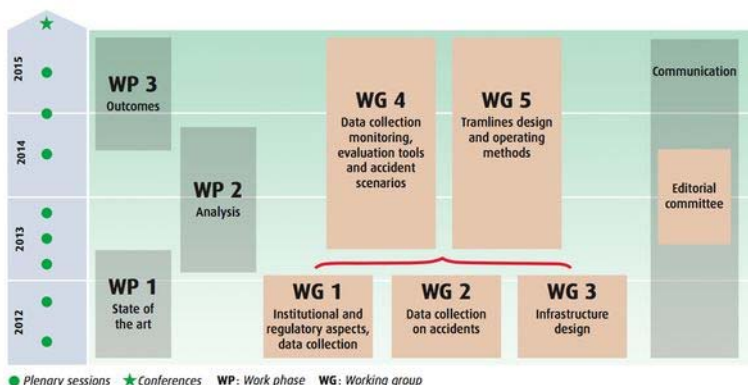 2015
2014
2013
2012
WP 3
Outcomes
WP 2
Analysis
WP 1
State of
the art
WG 4
Data collection
monitoring,
evaluation tools
and accident
scenarios
WG 5
Tramlines design
and operating
methods
WG 1
Institutional and
regulatory aspects,
data collection
WG 2
Data collection
on accidents
WG 3
Infrastructure
design
Communication
Editorial
committee
Plenary sessions Conferences WP: Work phase WG: Working group